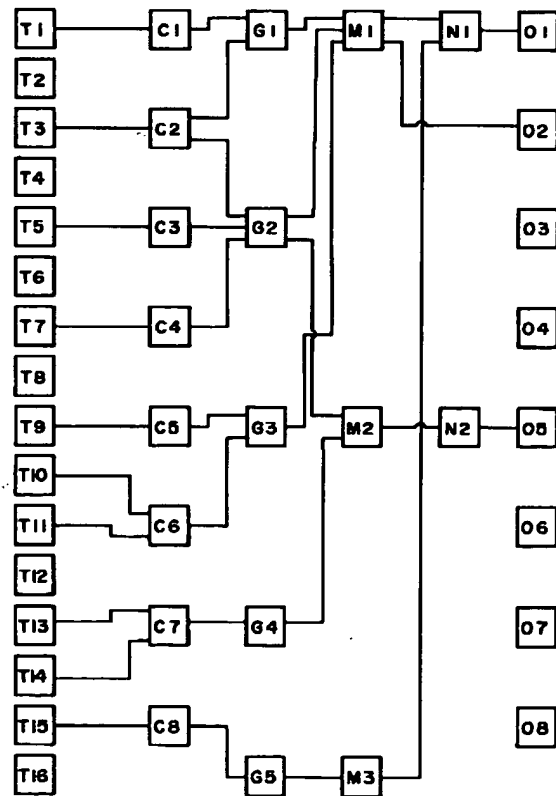 T1 C1 G1 M1 N1 O1
T2
T3 C2 O2
T4
T5 C3 G2 O3
T6
T7 C4 O4
T8
T9 C5 G3 M2 N2 O5
T10
T11 C6 O6
T12
T13 C7 G4 O7
T14
T15 C8 O8
T16 G5 M3